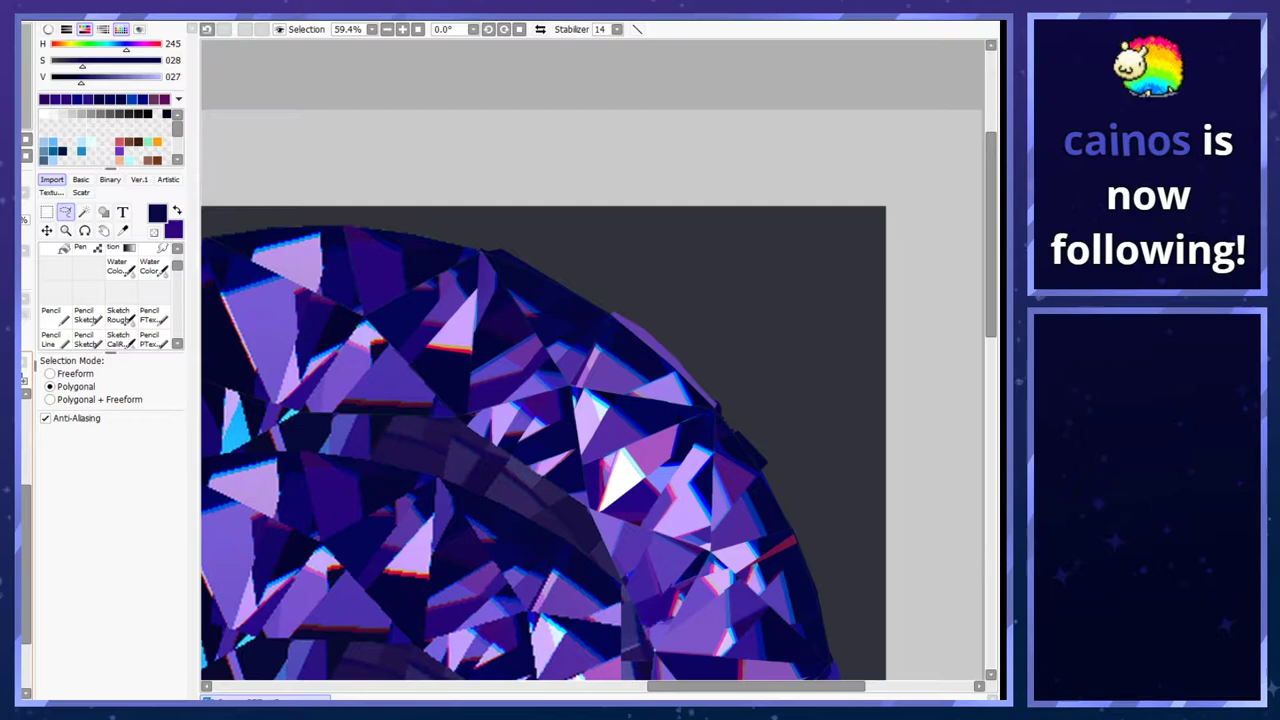 Selection 59.4% 0.0° Stabilizer 14
H 245
S 028
V 027
Import Basic Binary Ver.1 Artistic
Textu... Scatr
T
Pen tion
Water Water
Colo... Colo...
Pencil Pencil Sketch Pencil
Sketch Rough FTex...
Pencil Pencil Sketch Pencil
Line Sketch CalR... PTex...
Selection Mode:
Freeform
Polygonal
Polygonal + Freeform
Anti-Aliasing
cainos is
now
following!